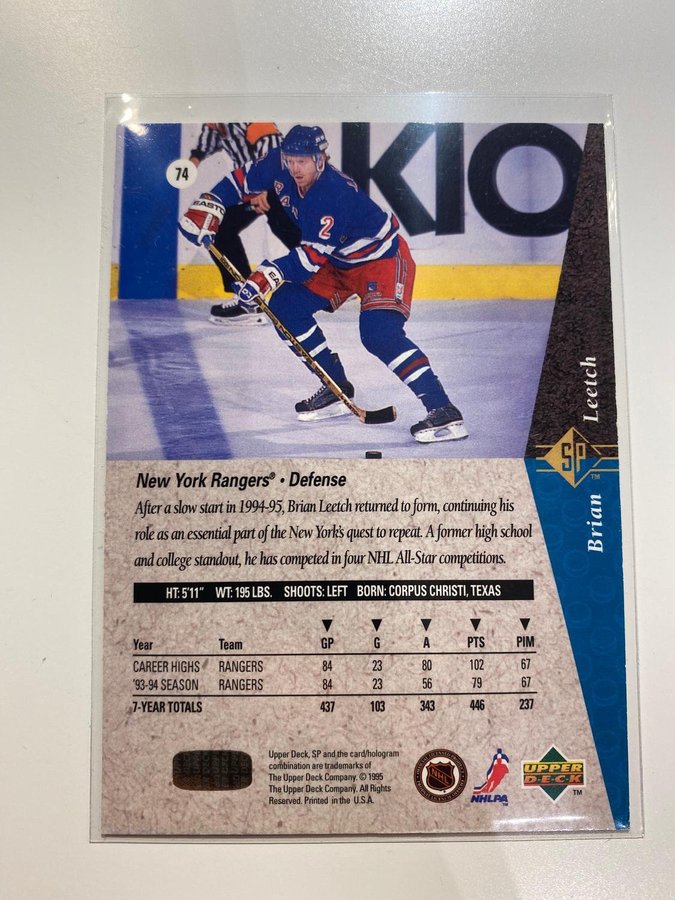 74
KIO
EASTON
EA
2
Brian Leetch
SP
TM
New York Rangers® • Defense
After a slow start in 1994-95, Brian Leetch returned to form, continuing his
role as an essential part of the New York's quest to repeat. A former high school
and college standout, he has competed in four NHL All-Star competitions.
HT: 5'11" WT: 195 LBS. SHOOTS: LEFT BORN: CORPUS CHRISTI, TEXAS
Year Team GP G A PTS PIM
CAREER HIGHS RANGERS 84 23 80 102 67
'93-94 SEASON RANGERS 84 23 56 79 67
7-YEAR TOTALS 437 103 343 446 237
Upper Deck, SP and the card/hologram
combination are trademarks of
The Upper Deck Company. © 1995
The Upper Deck Company. All Rights
Reserved. Printed in the U.S.A.
NHL
NHLPA
UPPER
DECK
TM